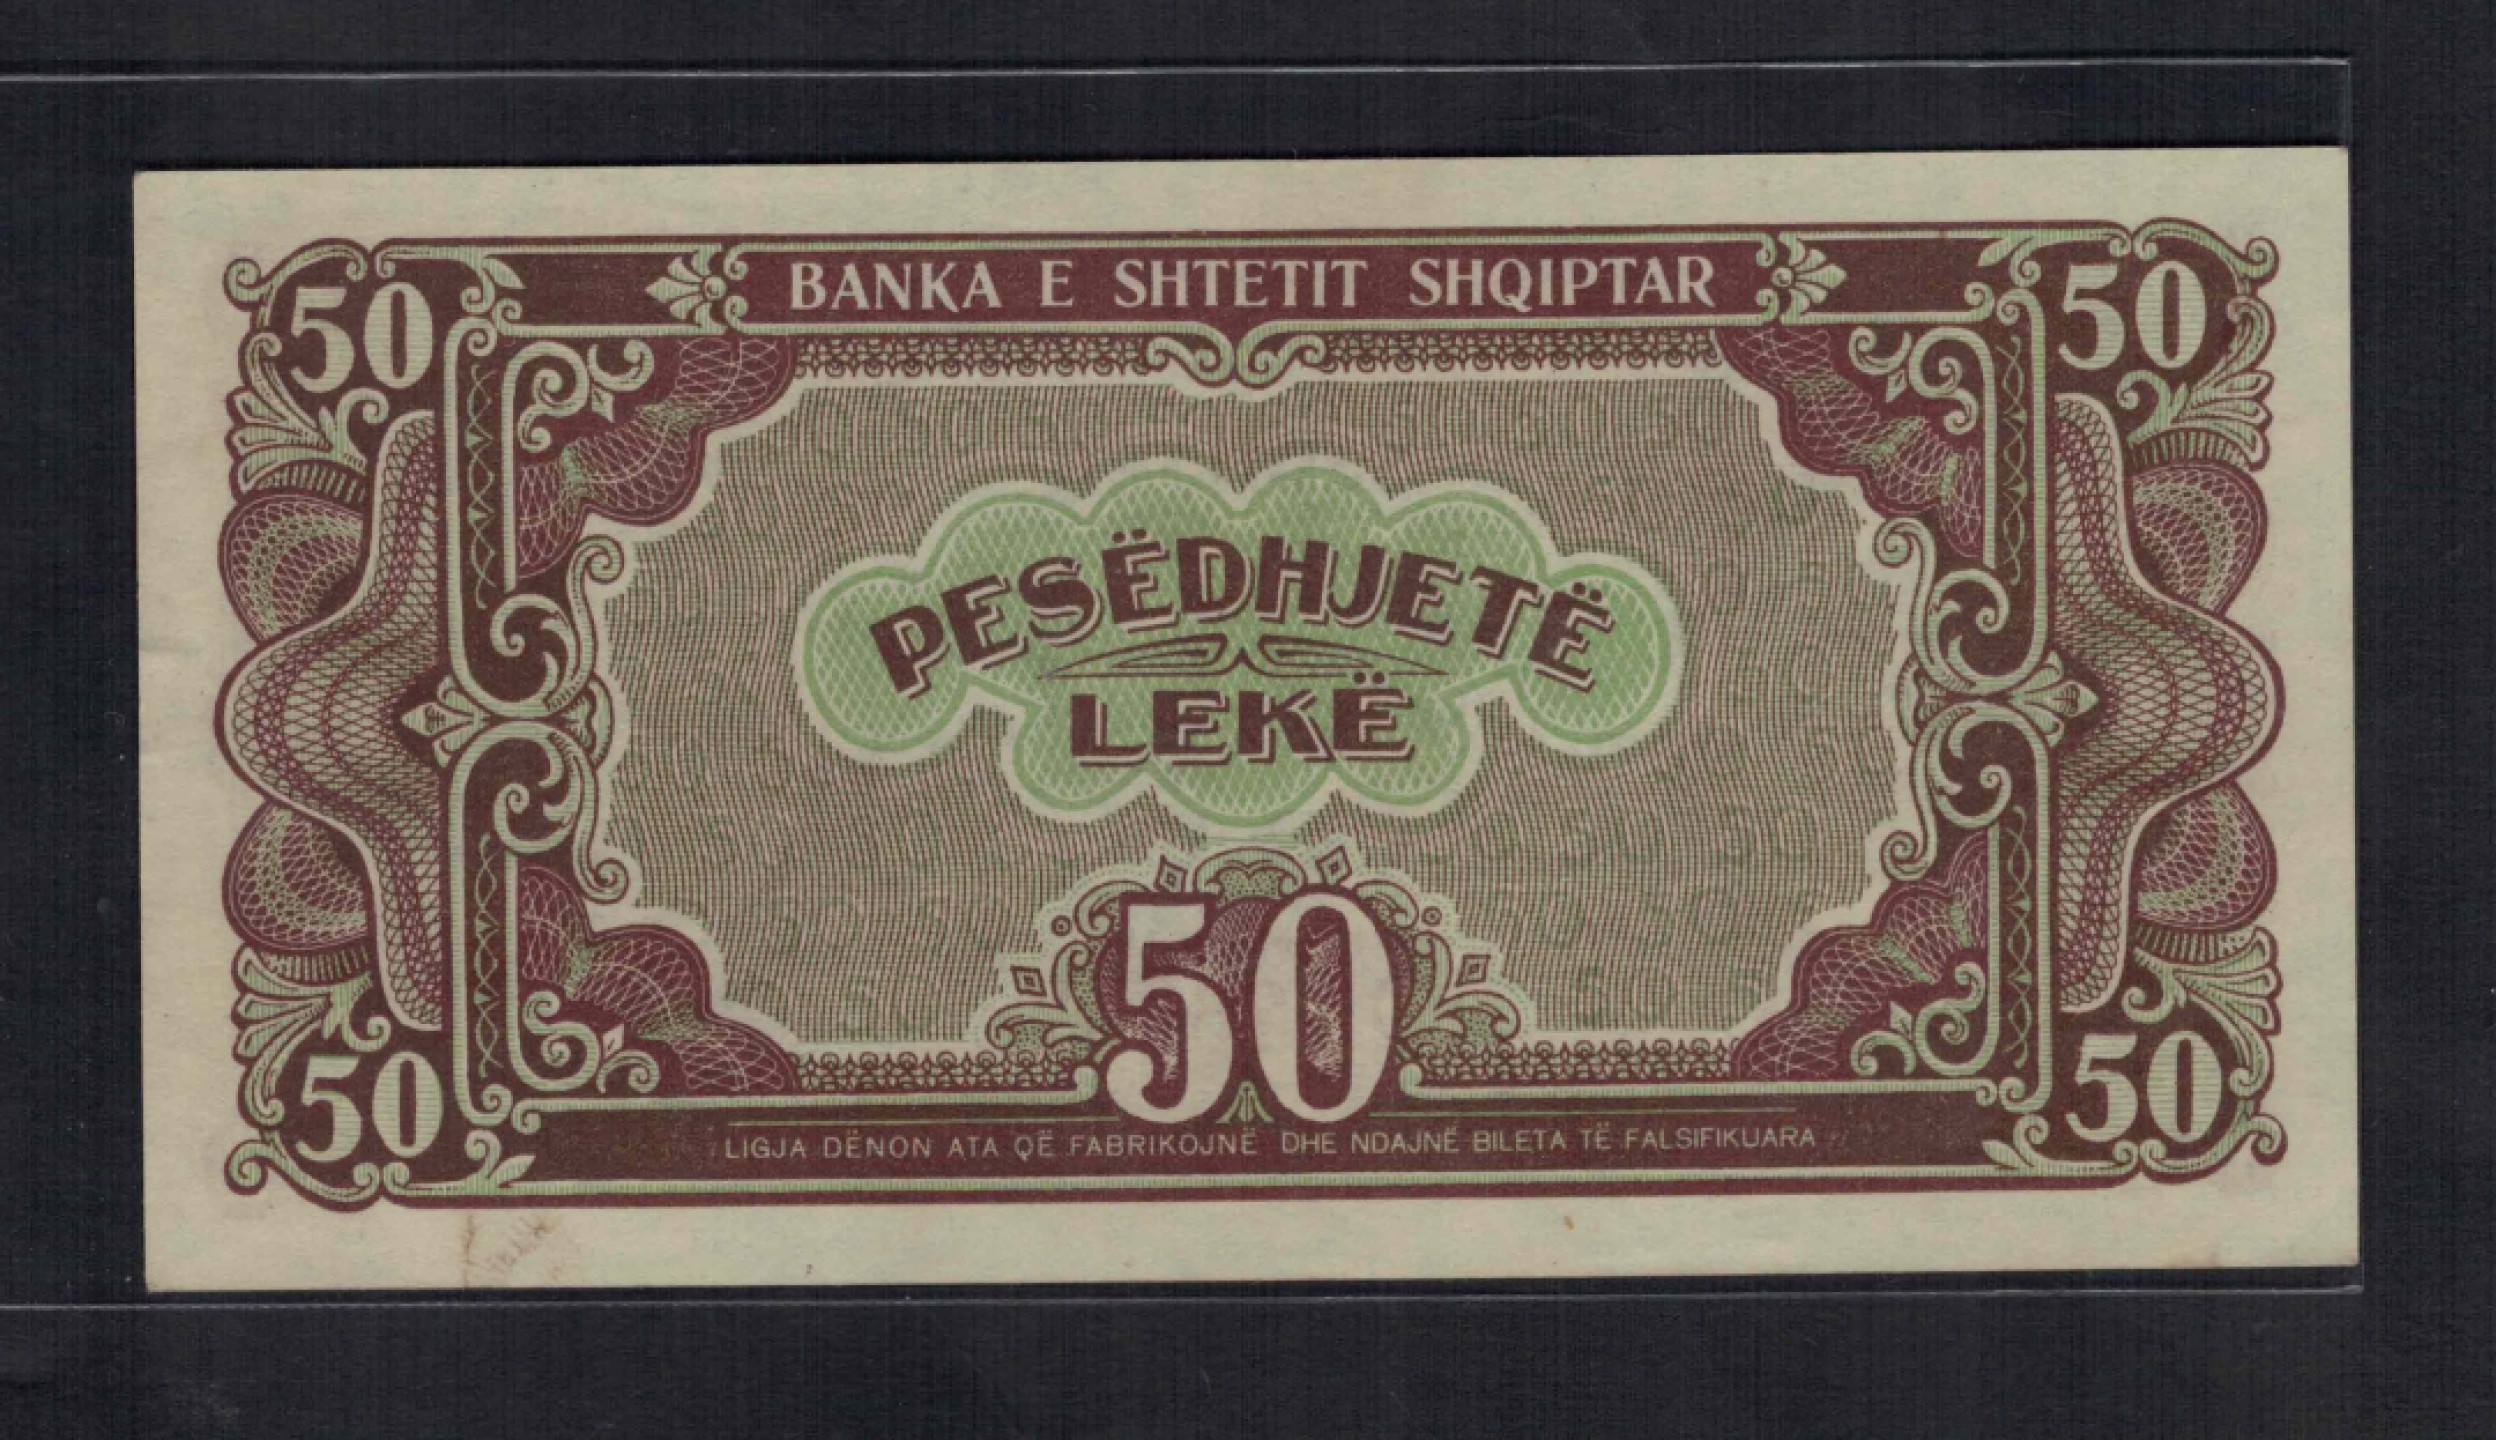 BANKA E SHTETIT SHQIPTAR
50 50
PESËDHJETË
LEKË
50
50 50
LIGJA DËNON ATA QË FABRIKOJNË DHE NDAJNË BILETA TË FALSIFIKUARA